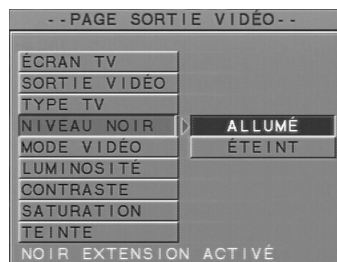 --PAGE SORTIE VIDÉO--
ÉCRAN TV
SORTIE VIDÉO
TYPE TV
NIVEAU NOIR
ALLUMÉ
ÉTEINT
MODE VIDÉO
LUMINOSITÉ
CONTRASTE
SATURATION
TEINTE
NOIR EXTENSION ACTIVÉ